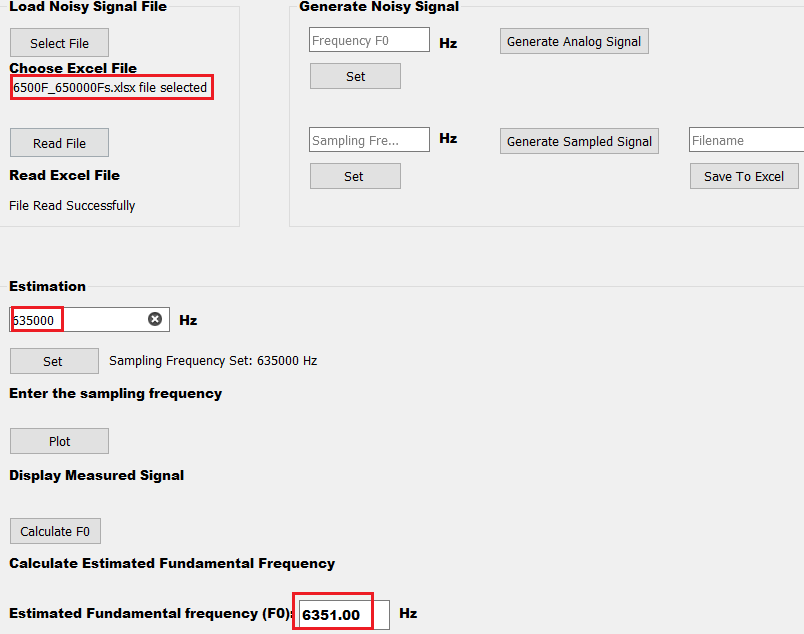 Load Noisy Signal File
Select File
Choose Excel File
6500F_650000Fs.xlsx file selected
Read File
Read Excel File
File Read Successfully
Generate Noisy Signal
Frequency F0 Hz Generate Analog Signal
Set
Sampling Fre... Hz Generate Sampled Signal Filename
Set Save To Excel
Estimation
635000 Hz
Set Sampling Frequency Set: 635000 Hz
Enter the sampling frequency
Plot
Display Measured Signal
Calculate F0
Calculate Estimated Fundamental Frequency
Estimated Fundamental frequency (F0): 6351.00 Hz